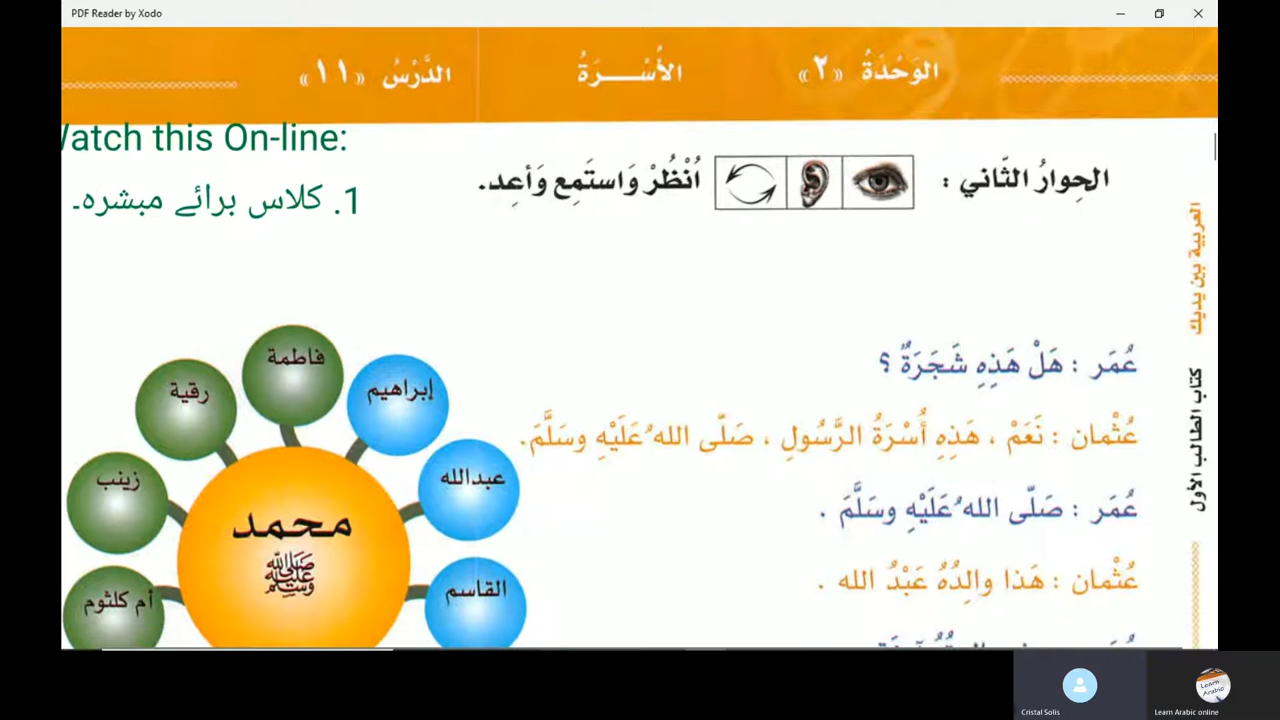 PDF Reader by Xodo
الوَحْدَةُ «٢» الأُسْـــرَةُ الدَّرْسُ «١١»
Watch this On-line:
1. کلاس برائے مبشرہ۔
الحِوارُ الثّاني : اُنْظُرْ وَاستَمِع وَأعِد.
العربية بين يديك
كتاب الطالب الأول
عُمَر : هَلْ هَذِهِ شَجَرَةٌ ؟
عُثْمان : نَعَمْ ، هَذِهِ أُسْرَةُ الرَّسُولِ ، صَلّى اللهُ عَلَيْهِ وسَلَّمَ.
عُمَر : صَلّى اللهُ عَلَيْهِ وسَلَّمَ .
عُثْمان : هَذا والِدُهُ عَبْدُ الله .
فاطمة
رقية
إبراهيم
زينب
عبدالله
محمد
ﷺ
القاسم
أم كلثوم
Cristal Solis
Learn Arabic
Learn Arabic online